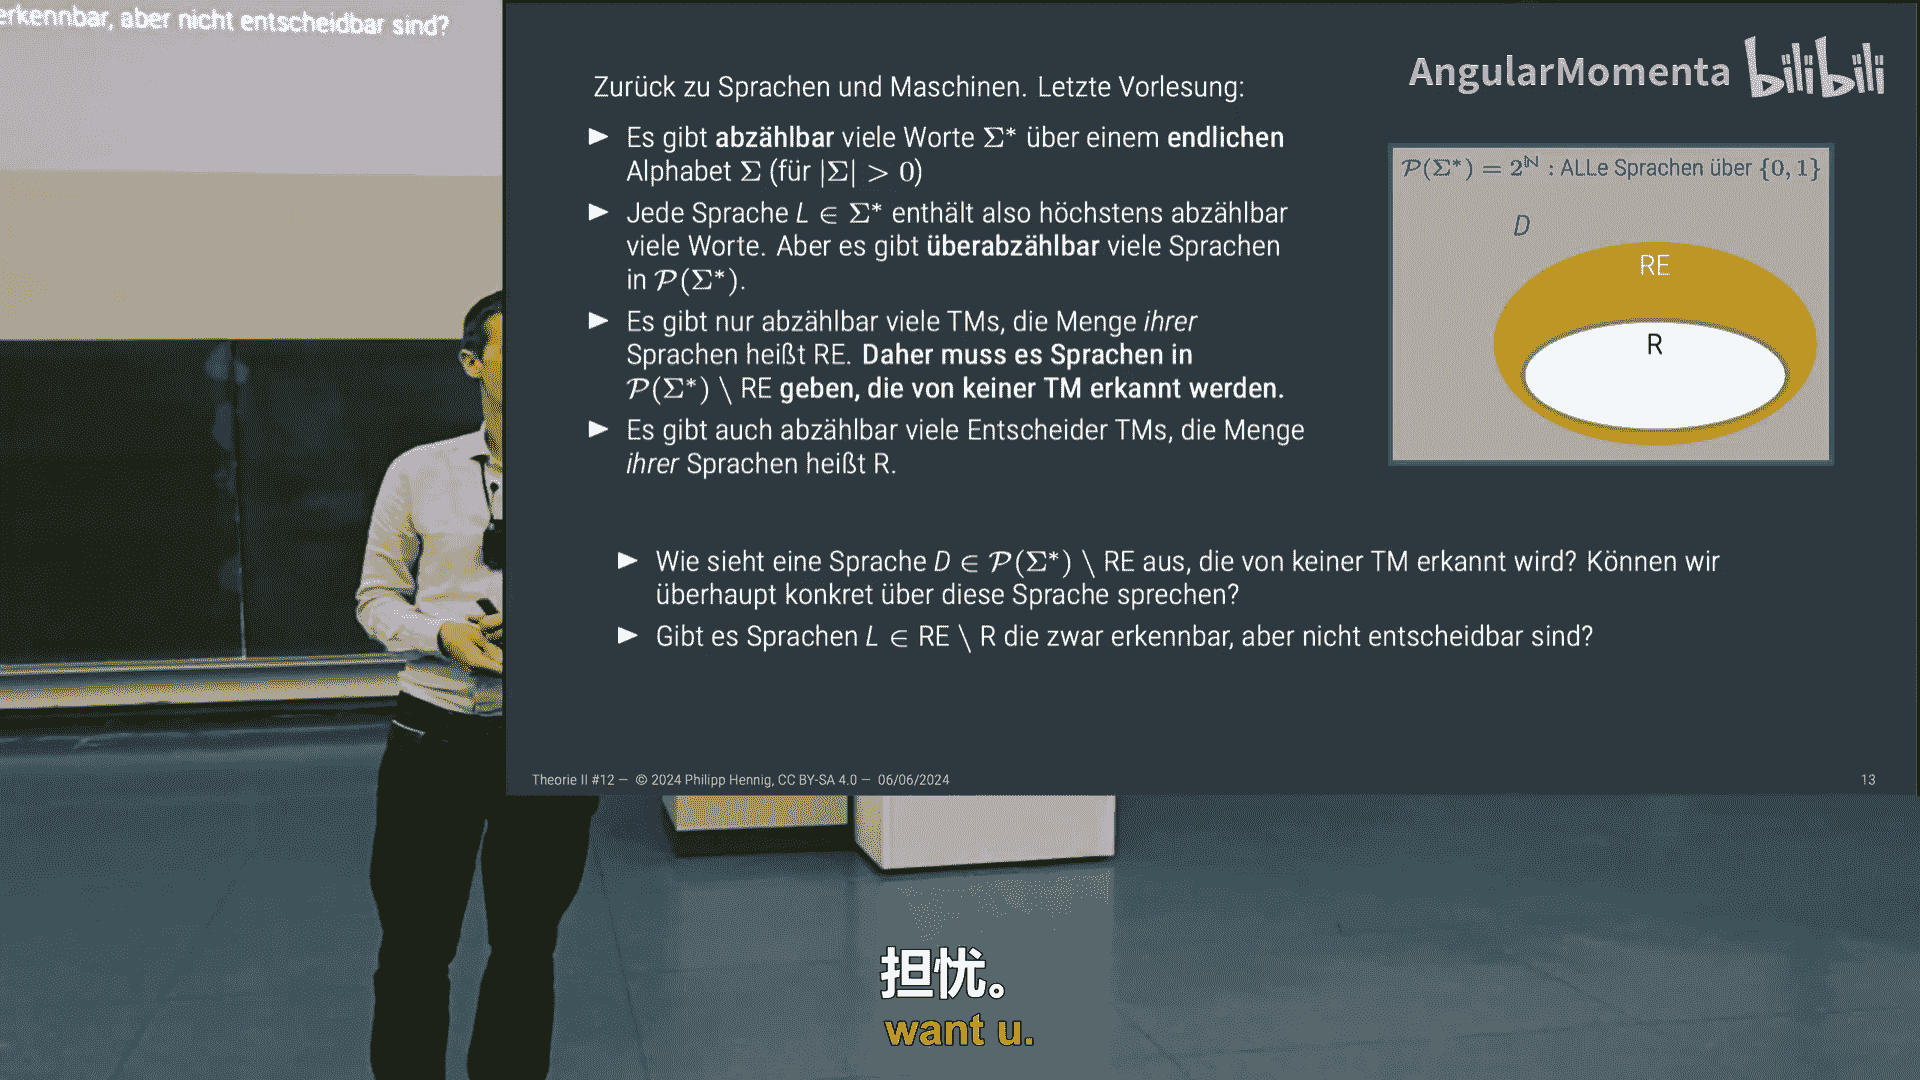 erkennbar, aber nicht entscheidbar sind?
AngularMomenta bilibili
Zurück zu Sprachen und Maschinen. Letzte Vorlesung:
► Es gibt abzählbar viele Worte Σ* über einem endlichen
Alphabet Σ (für |Σ| > 0)
► Jede Sprache L ∈ Σ* enthält also höchstens abzählbar
viele Worte. Aber es gibt überabzählbar viele Sprachen
in 𝒫(Σ*).
► Es gibt nur abzählbar viele TMs, die Menge ihrer
Sprachen heißt RE. Daher muss es Sprachen in
𝒫(Σ*) \ RE geben, die von keiner TM erkannt werden.
► Es gibt auch abzählbar viele Entscheider TMs, die Menge
ihrer Sprachen heißt R.
𝒫(Σ*) = 2^ℕ : ALLe Sprachen über {0, 1}
D
RE
R
► Wie sieht eine Sprache D ∈ 𝒫(Σ*) \ RE aus, die von keiner TM erkannt wird? Können wir
überhaupt konkret über diese Sprache sprechen?
► Gibt es Sprachen L ∈ RE \ R die zwar erkennbar, aber nicht entscheidbar sind?
Theorie II #12 — © 2024 Philipp Hennig, CC BY-SA 4.0 — 06/06/2024
13
担忧。
want u.